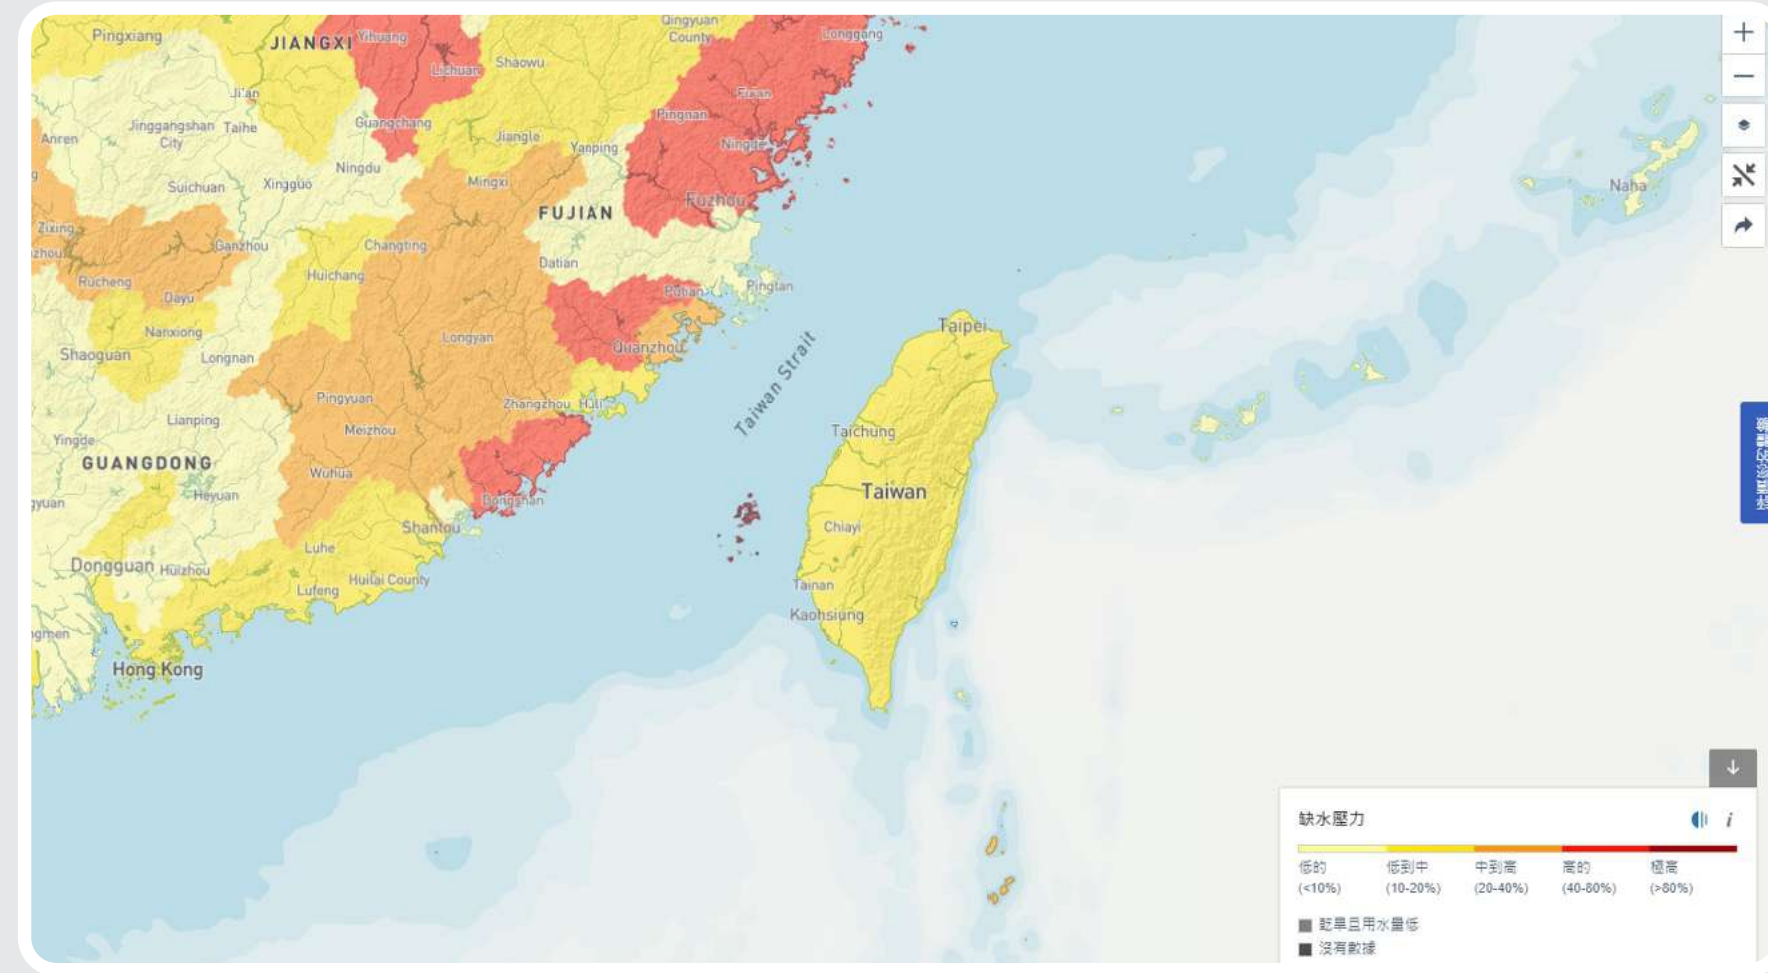 Pingxiang
JIANGXI
Yihuang
Lichuan
Shaowu
Qingyuan
County
Longgang
Ji'an
Jinggangshan
City
Taihe
Guangchang
Anren
Jiangle
Yanping
Pingnan
Fu'an
Ningde
Suichuan
Xingguo
Ningdu
Mingxi
FUJIAN
Fuzhou
Naha
Zixing
Ganzhou
Changting
Datian
Rucheng
Dayu
Huichang
Putian
Pingtan
Nanxiong
Shaoguan
Longnan
Longyan
Quanzhou
Taipei
Taiwan Strait
Pingyuan
Zhangzhou
Lianping
Meizhou
Taichung
Yingde
GUANGDONG
Wuhua
Heyuan
Dongshan
Taiwan
Shantou
Chiayi
Luhe
Dongguan
Huizhou
Huilai County
Lufeng
Tainan
Kaohsiung
Hong Kong
缺水壓力
低的
(<10%)
低到中
(10-20%)
中到高
(20-40%)
高的
(40-80%)
極高
(>80%)
乾旱且用水量低
沒有數據